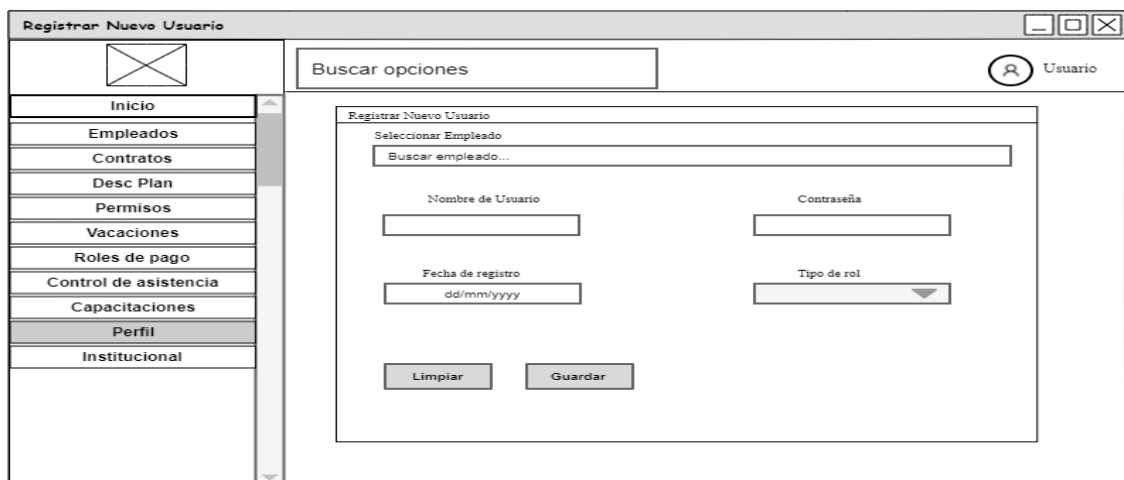 Registrar Nuevo Usuario
Buscar opciones
Usuario
Inicio
Empleados
Contratos
Desc Plan
Permisos
Vacaciones
Roles de pago
Control de asistencia
Capacitaciones
Perfil
Institucional
Registrar Nuevo Usuario
Seleccionar Empleado
Buscar empleado...
Nombre de Usuario
Contraseña
Fecha de registro
Tipo de rol
dd/mm/yyyy
Limpiar
Guardar